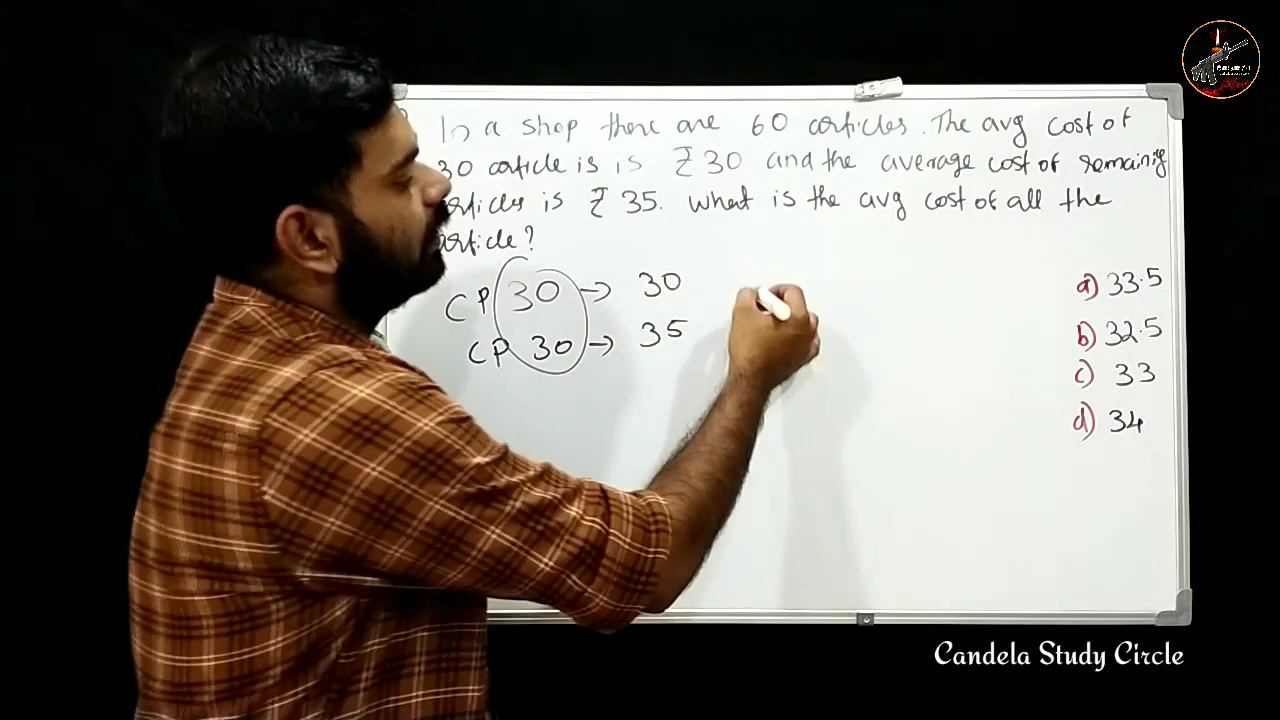 In a shop there are 60 articles. The avg cost of
30 article is is ₹ 30 and the average cost of remaining
articles is ₹ 35. What is the avg cost of all the
article?
CP 30 → 30
CP 30 → 35
a) 33.5
b) 32.5
c) 33
d) 34
Candela Study Circle